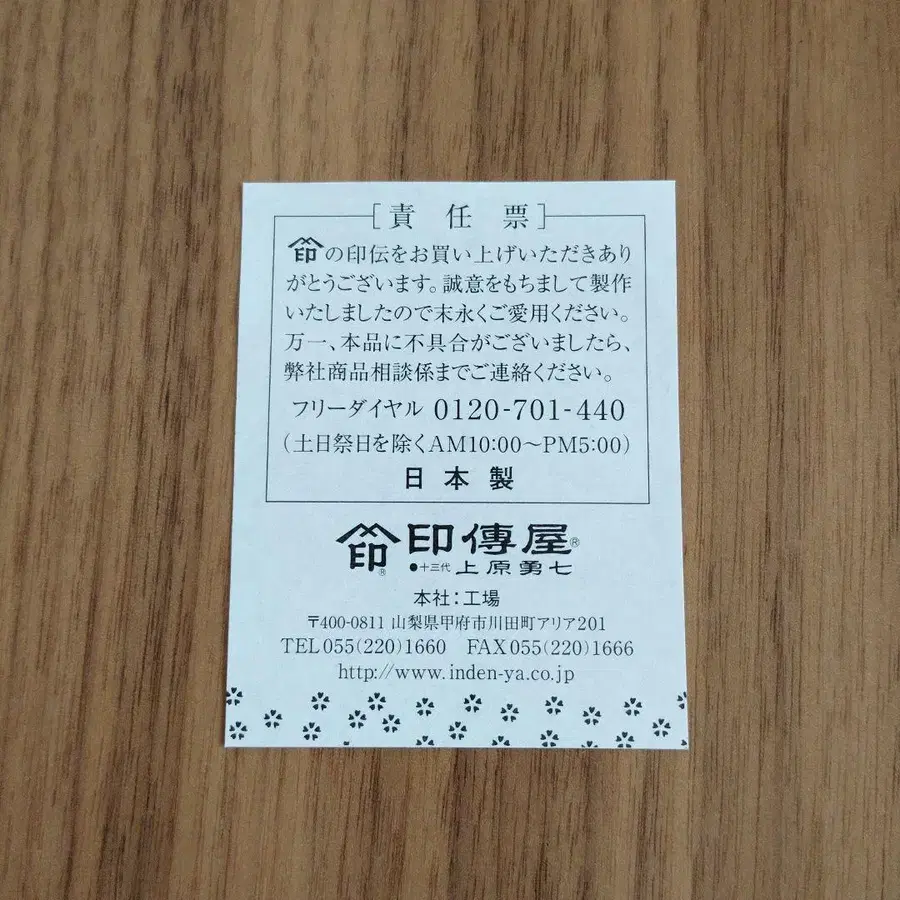 [責任票]
印の印伝をお買い上げいただきあり
がとうございます。誠意をもちまして製作
いたしましたので末永くご愛用ください。
万一、本品に不具合がございましたら、
弊社商品相談係までご連絡ください。
フリーダイヤル 0120-701-440
(土日祭日を除くAM10:00〜PM5:00)
日本製
印 ® 印傳屋®
●十三代 上原勇七
本社:工場
〒400-0811 山梨県甲府市川田町アリア201
TEL 055(220)1660 FAX 055(220)1666
http://www.inden-ya.co.jp